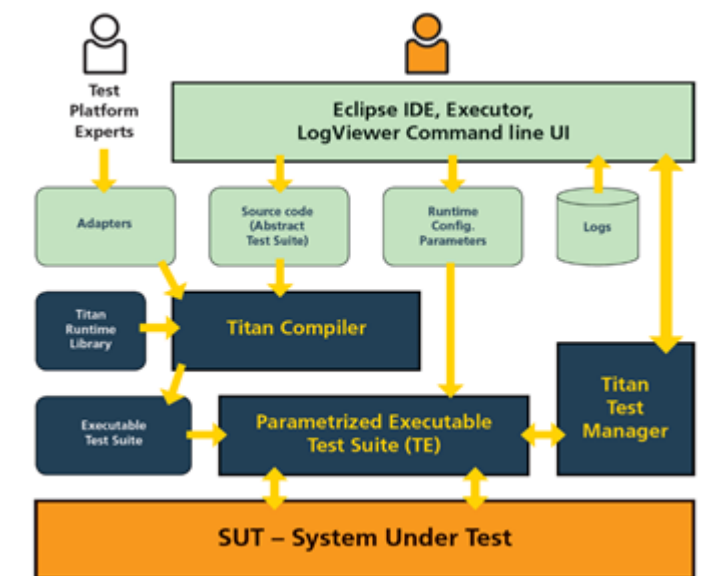 Test
Platform
Experts
Eclipse IDE, Executor,
LogViewer Command line UI
Adapters
Source code
(Abstract
Test Suite)
Runtime
Config.
Parameters
Logs
Titan
Runtime
Library
Titan Compiler
Titan
Test
Manager
Executable
Test Suite
Parametrized Executable
Test Suite (TE)
SUT – System Under Test